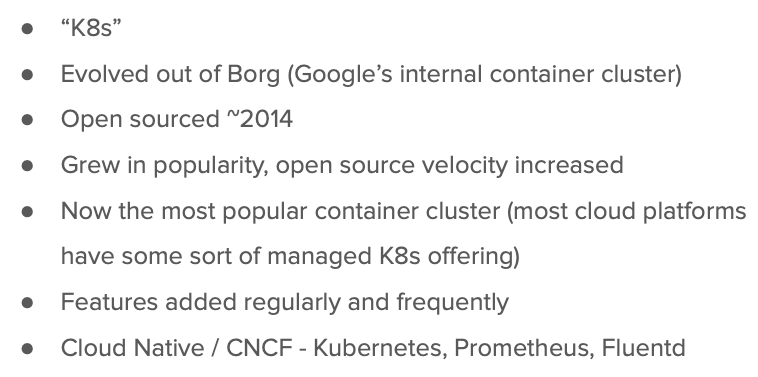 ● “K8s”
● Evolved out of Borg (Google’s internal container cluster)
● Open sourced ~2014
● Grew in popularity, open source velocity increased
● Now the most popular container cluster (most cloud platforms
have some sort of managed K8s offering)
● Features added regularly and frequently
● Cloud Native / CNCF - Kubernetes, Prometheus, Fluentd